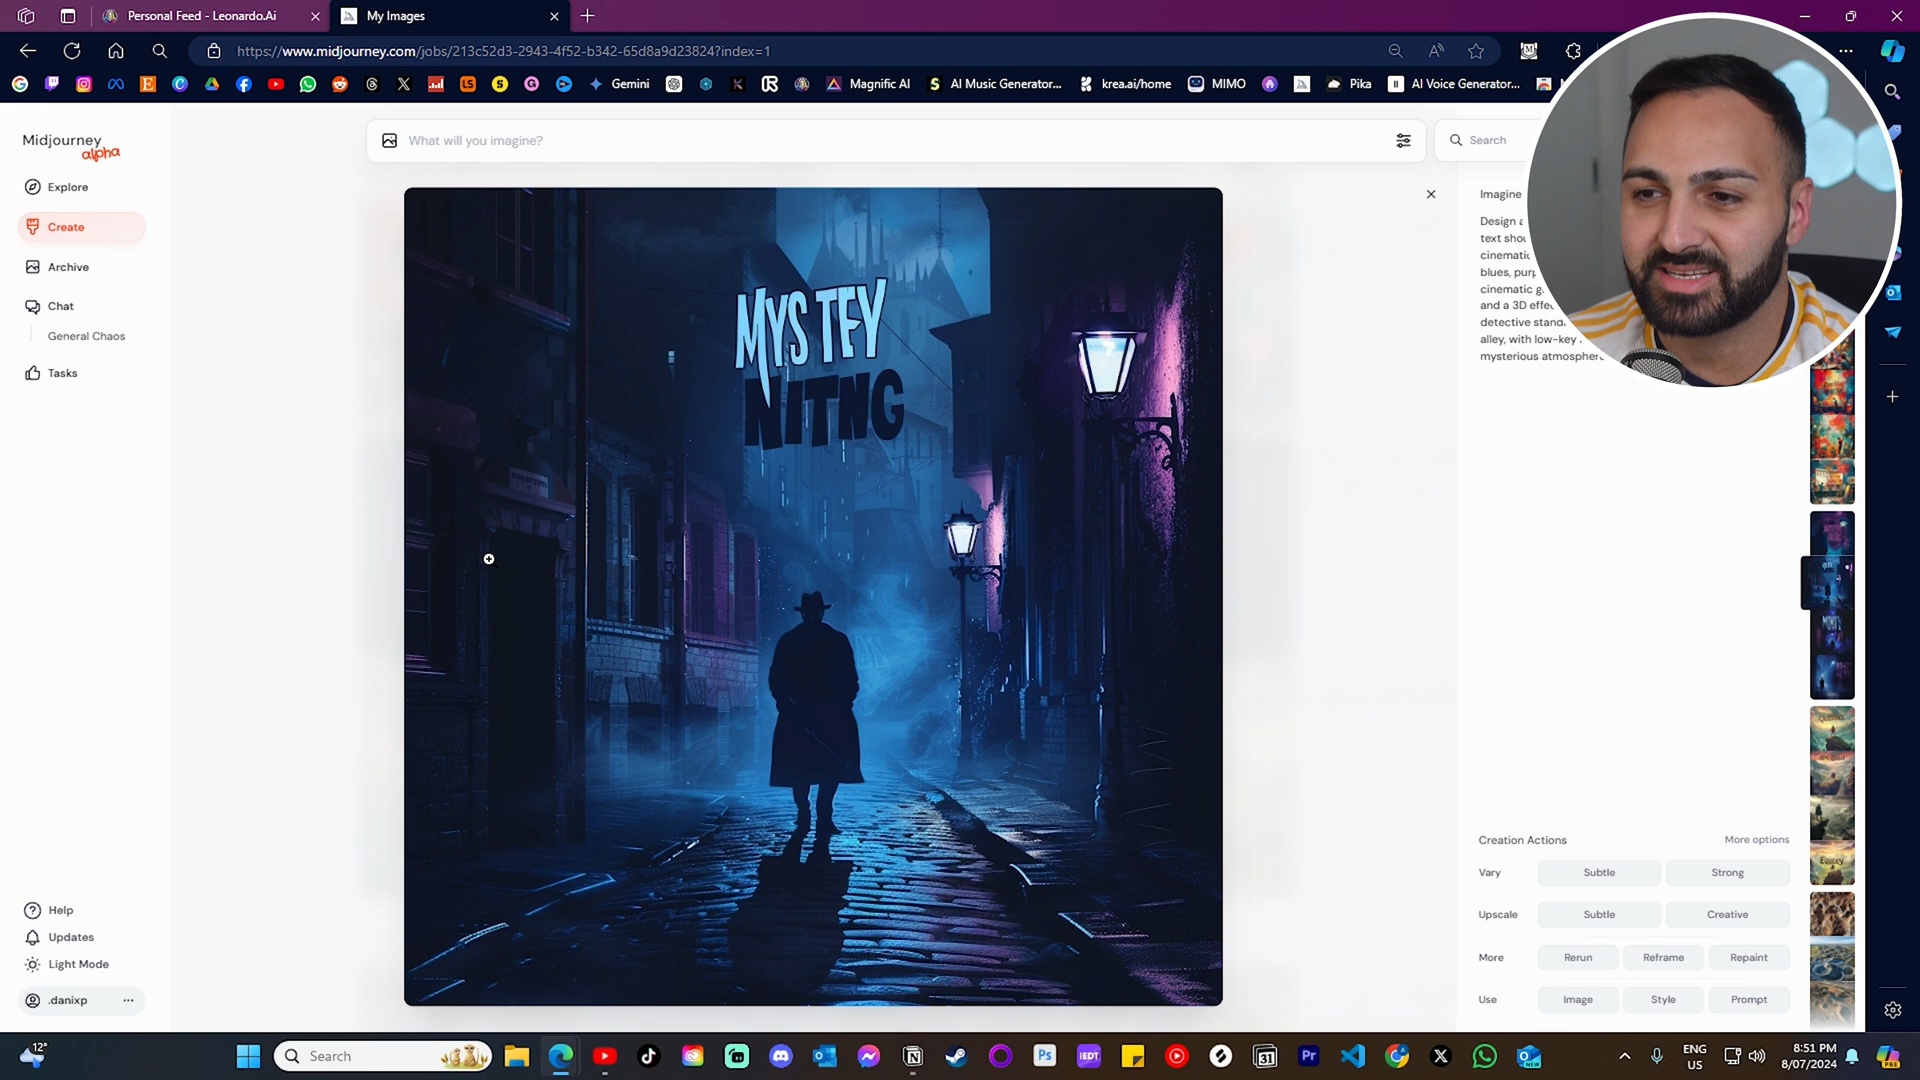 Personal Feed - Leonardo.Ai
My Images
https://www.midjourney.com/jobs/213c52d3-2943-4f52-b342-65d8a9d23824?index=1
Gemini
Magnific AI
AI Music Generator...
krea.ai/home
MIMO
Pika
AI Voice Generator...
Midjourney
alpha
What will you imagine?
Search
Explore
Create
Archive
Chat
General Chaos
Tasks
MYS TEY
NITNG
Imagine
Design a
text shou
cinematic
blues, purp
cinematic g
and a 3D effec
detective stand
alley, with low-key
mysterious atmosphere
Creation Actions
More options
Vary
Subtle
Strong
Upscale
Subtle
Creative
More
Rerun
Reframe
Repaint
Use
Image
Style
Prompt
Help
Updates
Light Mode
.danixp
12°
Search
ENG
US
8:51 PM
8/07/2024